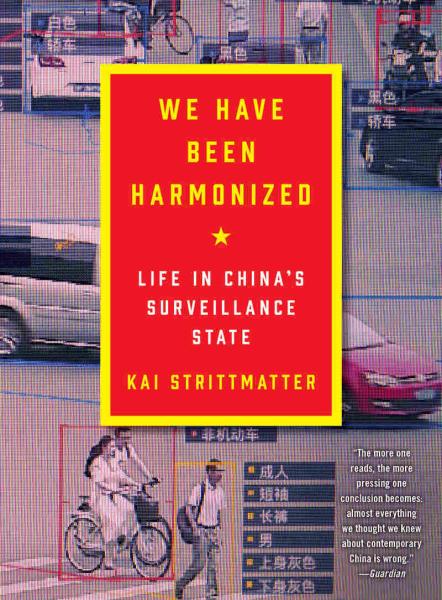 白色
轿车
黑色
黑色
轿车
WE HAVE
BEEN
HARMONIZED
LIFE IN CHINA'S
SURVEILLANCE
STATE
KAI STRITTMATTER
非机动车
成人
短袖
长裤
男
上身灰色
下身灰色
"The more one
reads, the more
pressing one
conclusion becomes:
almost everything
we thought we knew
about contemporary
China is wrong."
—Guardian